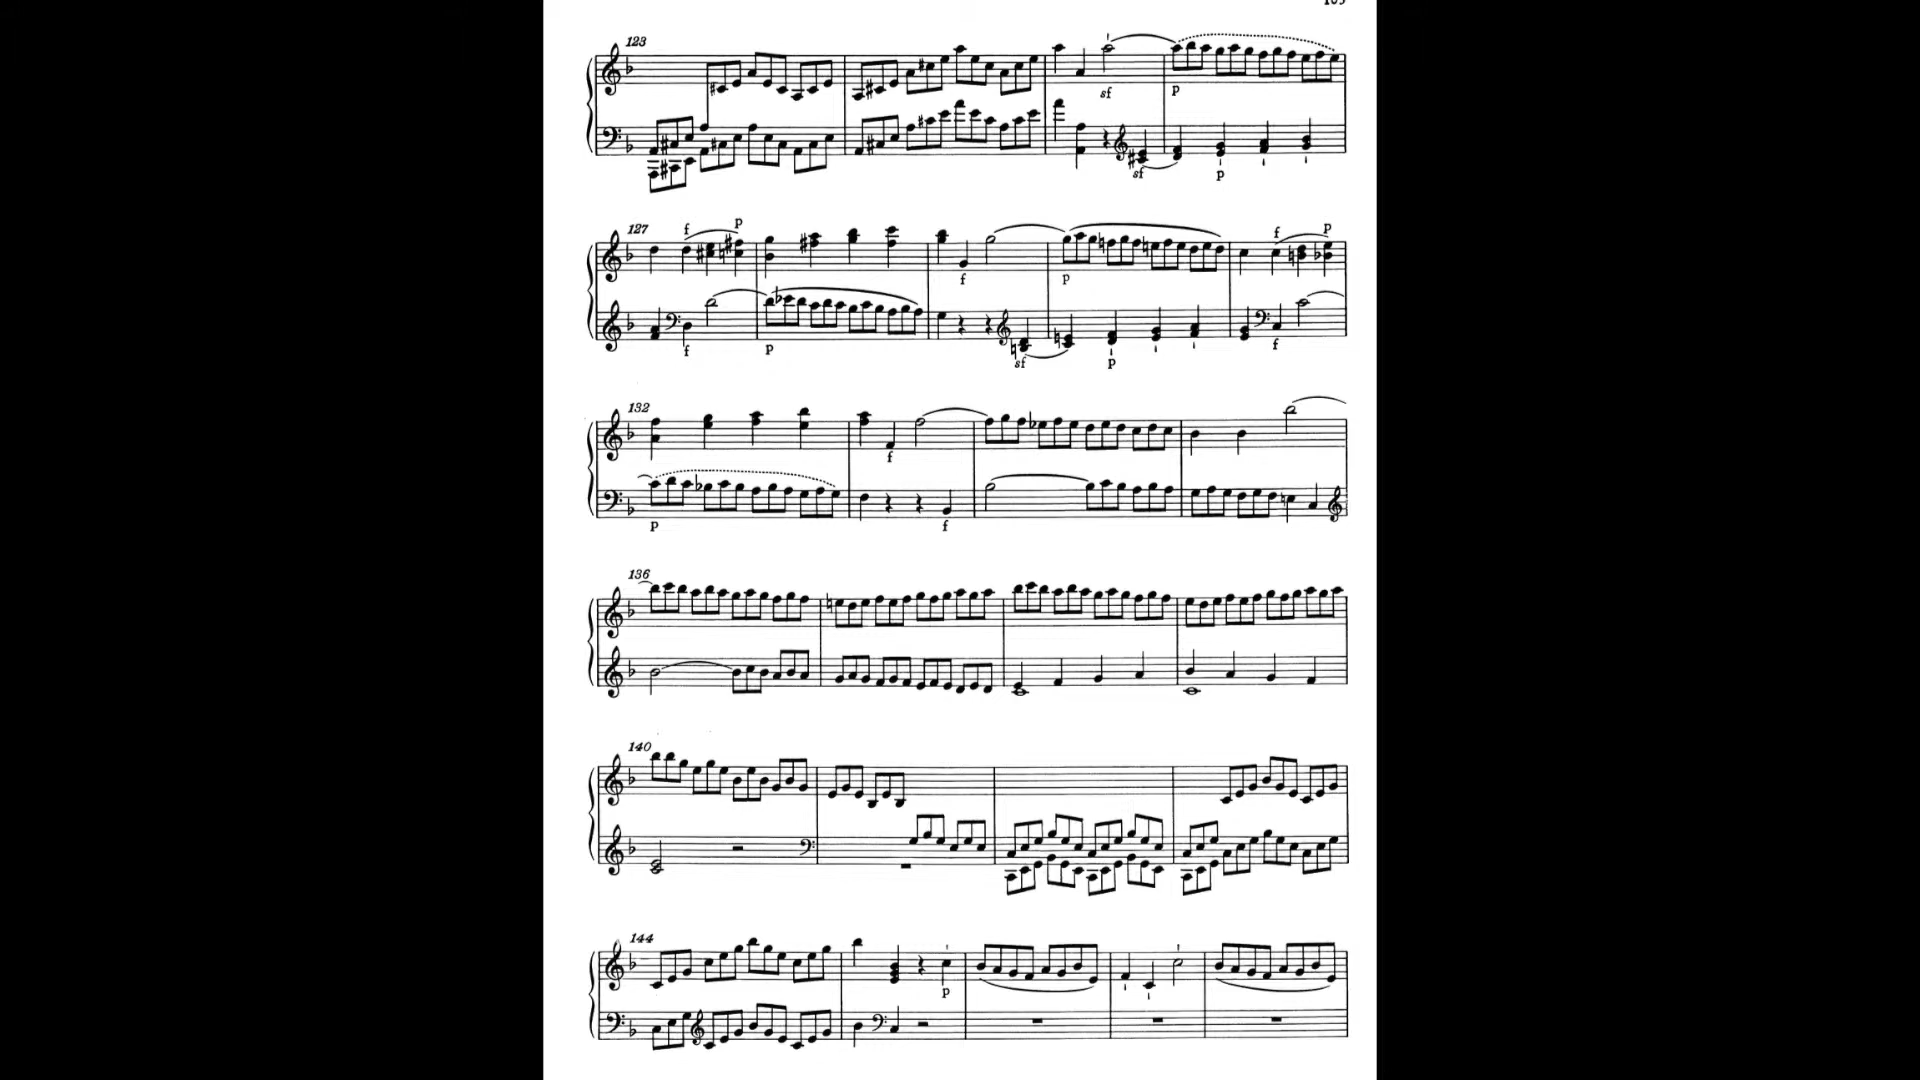 123
sf p
sf p
127 f p f p f p
f p sf p f
132 f
p f
136
140
144
p